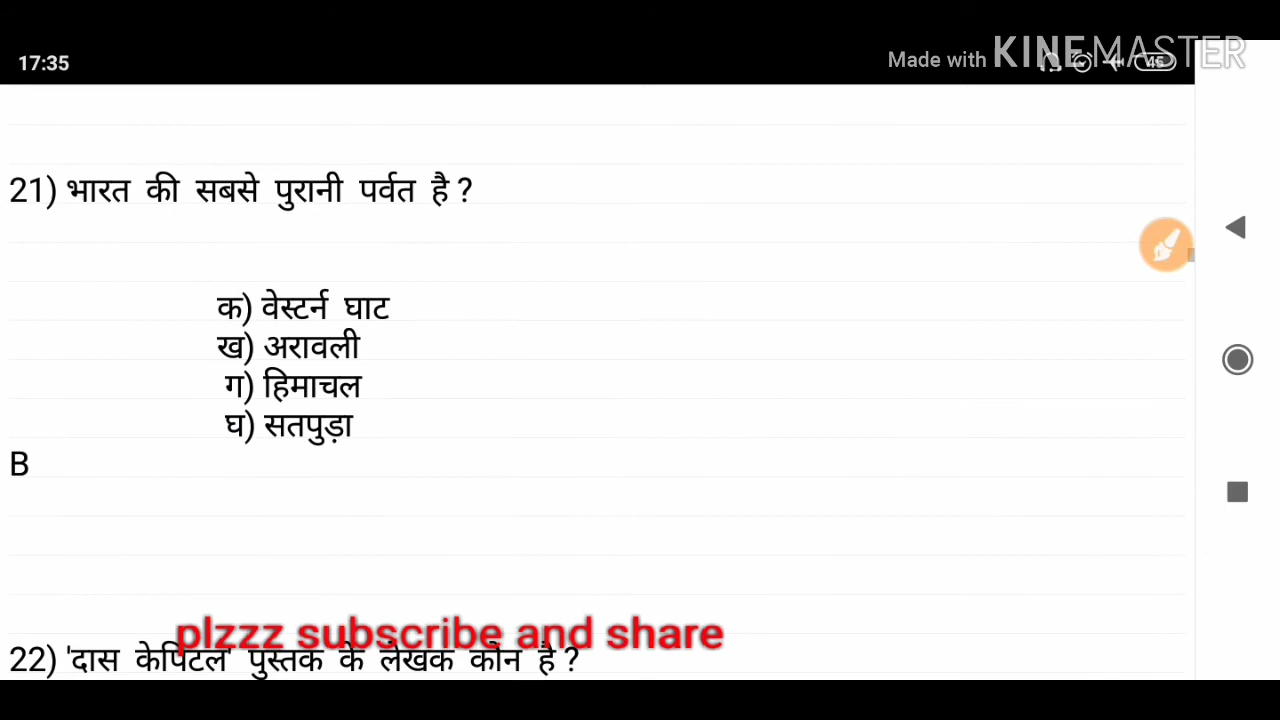 17:35
Made with KINEMASTER
45
21) भारत की सबसे पुरानी पर्वत है ?
क) वेस्टर्न घाट
ख) अरावली
ग) हिमाचल
घ) सतपुड़ा
B
plzzz subscribe and share
22) 'दास केपिटल' पुस्तक के लेखक कौन है ?